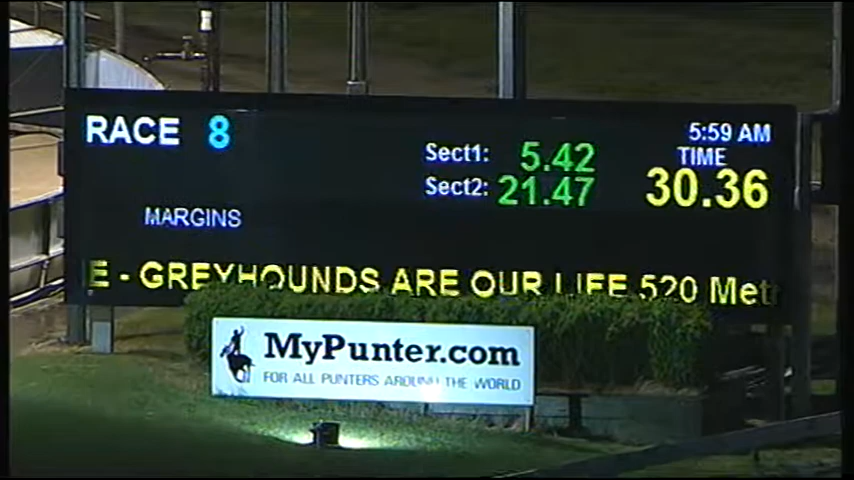 RACE 8
5:59 AM
Sect1: 5.42
TIME
Sect2: 21.47
30.36
MARGINS
E - GREYHOUNDS ARE OUR LIFE 520 Met
MyPunter.com
FOR ALL PUNTERS AROUND THE WORLD